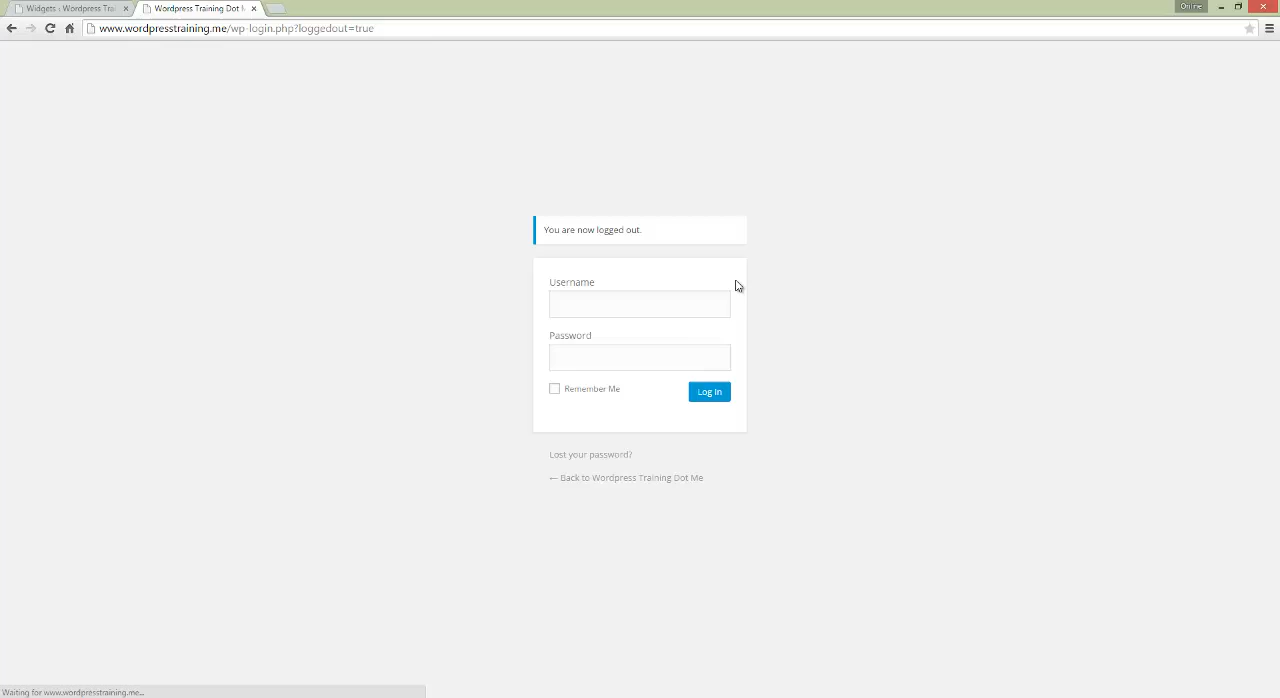 Widgets ‹ Wordpress Trai
Wordpress Training Dot M
Online
www.wordpresstraining.me/wp-login.php?loggedout=true
You are now logged out.
Username
Password
Remember Me
Log In
Lost your password?
← Back to Wordpress Training Dot Me
Waiting for www.wordpresstraining.me...